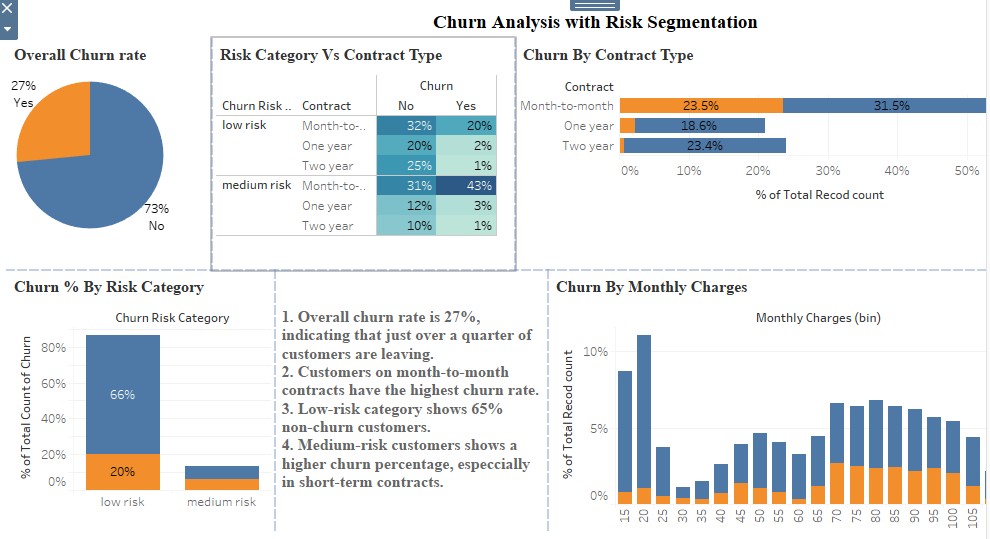 Churn Analysis with Risk Segmentation
Overall Churn rate
27%
Yes
73%
No
Risk Category Vs Contract Type
Churn
Churn Risk .. Contract No Yes
low risk Month-to-.. 32% 20%
One year 20% 2%
Two year 25% 1%
medium risk Month-to-.. 31% 43%
One year 12% 3%
Two year 10% 1%
Churn By Contract Type
Contract
Month-to-month 23.5% 31.5%
One year 18.6%
Two year 23.4%
0% 10% 20% 30% 40% 50%
% of Total Recod count
Churn % By Risk Category
Churn Risk Category
% of Total Count of Churn
80%
60%
40%
20%
0%
66%
20%
low risk medium risk
1. Overall churn rate is 27%,
indicating that just over a quarter of
customers are leaving.
2. Customers on month-to-month
contracts have the highest churn rate.
3. Low-risk category shows 65%
non-churn customers.
4. Medium-risk customers shows a
higher churn percentage, especcially
in short-term contracts.
Churn By Monthly Charges
Monthly Charges (bin)
% of Total Recod count
10%
5%
0%
15 20 25 30 35 40 45 50 55 60 65 70 75 80 85 90 95 100 105